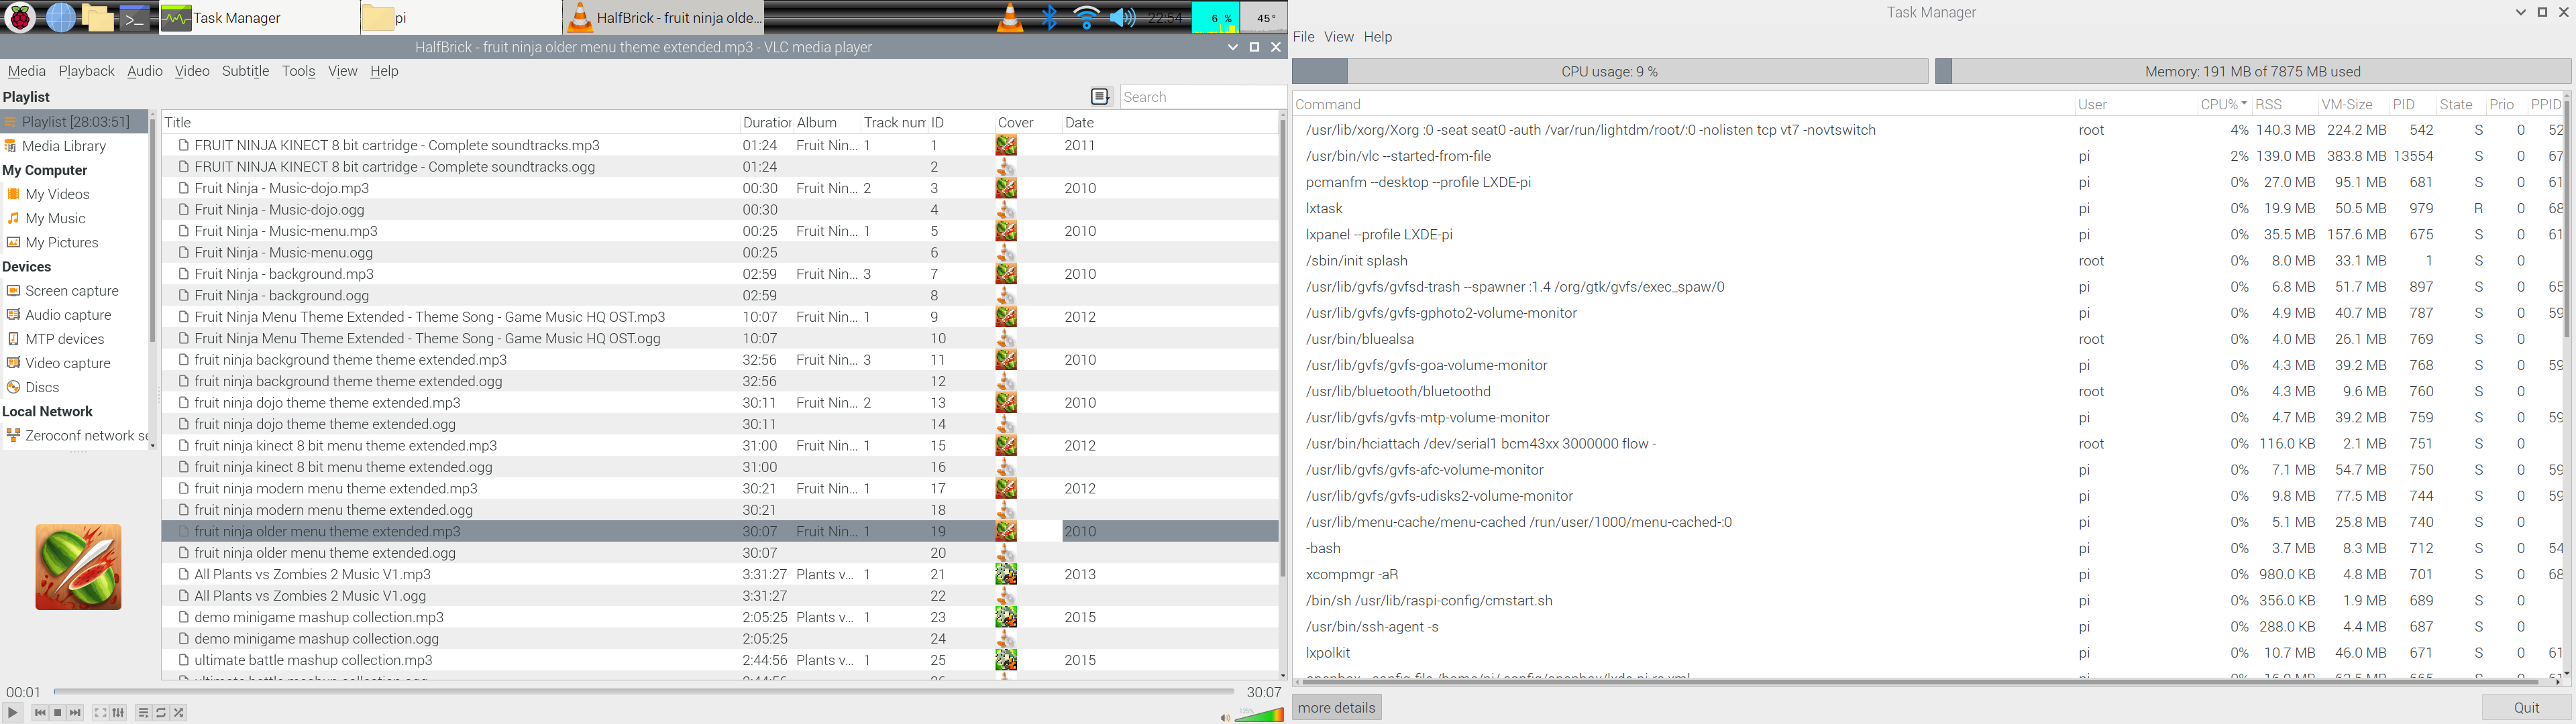 Task Manager
pi
HalfBrick - fruit ninja olde...
22:54
6 %
45°
HalfBrick - fruit ninja older menu theme extended.mp3 - VLC media player
Media Playback Audio Video Subtitle Tools View Help
Playlist
Search
Playlist [28:03:51]
Media Library
My Computer
My Videos
My Music
My Pictures
Devices
Screen capture
Audio capture
MTP devices
Video capture
Discs
Local Network
Zeroconf network se
Title Duration Album Track num ID Cover Date
FRUIT NINJA KINECT 8 bit cartridge - Complete soundtracks.mp3 01:24 Fruit Nin... 1 1 2011
FRUIT NINJA KINECT 8 bit cartridge - Complete soundtracks.ogg 01:24 2
Fruit Ninja - Music-dojo.mp3 00:30 Fruit Nin... 2 3 2010
Fruit Ninja - Music-dojo.ogg 00:30 4
Fruit Ninja - Music-menu.mp3 00:25 Fruit Nin... 1 5 2010
Fruit Ninja - Music-menu.ogg 00:25 6
Fruit Ninja - background.mp3 02:59 Fruit Nin... 3 7 2010
Fruit Ninja - background.ogg 02:59 8
Fruit Ninja Menu Theme Extended - Theme Song - Game Music HQ OST.mp3 10:07 Fruit Nin... 1 9 2012
Fruit Ninja Menu Theme Extended - Theme Song - Game Music HQ OST.ogg 10:07 10
fruit ninja background theme theme extended.mp3 32:56 Fruit Nin... 3 11 2010
fruit ninja background theme theme extended.ogg 32:56 12
fruit ninja dojo theme theme extended.mp3 30:11 Fruit Nin... 2 13 2010
fruit ninja dojo theme theme extended.ogg 30:11 14
fruit ninja kinect 8 bit menu theme extended.mp3 31:00 Fruit Nin... 1 15 2012
fruit ninja kinect 8 bit menu theme extended.ogg 31:00 16
fruit ninja modern menu theme extended.mp3 30:21 Fruit Nin... 1 17 2012
fruit ninja modern menu theme extended.ogg 30:21 18
fruit ninja older menu theme extended.mp3 30:07 Fruit Nin... 1 19 2010
fruit ninja older menu theme extended.ogg 30:07 20
All Plants vs Zombies 2 Music V1.mp3 3:31:27 Plants v... 1 21 2013
All Plants vs Zombies 2 Music V1.ogg 3:31:27 22
demo minigame mashup collection.mp3 2:05:25 Plants v... 1 23 2015
demo minigame mashup collection.ogg 2:05:25 24
ultimate battle mashup collection.mp3 2:44:56 Plants v... 1 25 2015
00:01 30:07
125%
Task Manager
File View Help
CPU usage: 9 % Memory: 191 MB of 7875 MB used
Command User CPU% RSS VM-Size PID State Prio PPID
/usr/lib/xorg/Xorg :0 -seat seat0 -auth /var/run/lightdm/root/:0 -nolisten tcp vt7 -novtswitch root 4% 140.3 MB 224.2 MB 542 S 0 52
/usr/bin/vlc --started-from-file pi 2% 139.0 MB 383.8 MB 13554 S 0 67
pcmanfm --desktop --profile LXDE-pi pi 0% 27.0 MB 95.1 MB 681 S 0 61
lxtask pi 0% 19.9 MB 50.5 MB 979 R 0 68
lxpanel --profile LXDE-pi pi 0% 35.5 MB 157.6 MB 675 S 0 61
/sbin/init splash root 0% 8.0 MB 33.1 MB 1 S 0
/usr/lib/gvfs/gvfsd-trash --spawner :1.4 /org/gtk/gvfs/exec_spaw/0 pi 0% 6.8 MB 51.7 MB 897 S 0 65
/usr/lib/gvfs/gvfs-gphoto2-volume-monitor pi 0% 4.9 MB 40.7 MB 787 S 0 59
/usr/bin/bluealsa root 0% 4.0 MB 26.1 MB 769 S 0
/usr/lib/gvfs/gvfs-goa-volume-monitor pi 0% 4.3 MB 39.2 MB 768 S 0 59
/usr/lib/bluetooth/bluetoothd root 0% 4.3 MB 9.6 MB 760 S 0
/usr/lib/gvfs/gvfs-mtp-volume-monitor pi 0% 4.7 MB 39.2 MB 759 S 0 59
/usr/bin/hciattach /dev/serial1 bcm43xx 3000000 flow - root 0% 116.0 KB 2.1 MB 751 S 0
/usr/lib/gvfs/gvfs-afc-volume-monitor pi 0% 7.1 MB 54.7 MB 750 S 0 59
/usr/lib/gvfs/gvfs-udisks2-volume-monitor pi 0% 9.8 MB 77.5 MB 744 S 0 59
/usr/lib/menu-cache/menu-cached /run/user/1000/menu-cached-:0 pi 0% 5.1 MB 25.8 MB 740 S 0
-bash pi 0% 3.7 MB 8.3 MB 712 S 0 54
xcompmgr -aR pi 0% 980.0 KB 4.8 MB 701 S 0 68
/bin/sh /usr/lib/raspi-config/cmstart.sh pi 0% 356.0 KB 1.9 MB 689 S 0
/usr/bin/ssh-agent -s pi 0% 288.0 KB 4.4 MB 687 S 0
lxpolkit pi 0% 10.7 MB 46.0 MB 671 S 0 61
more details Quit